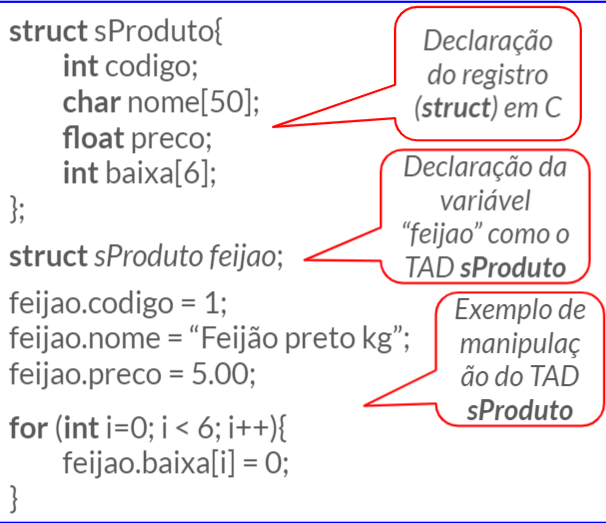 struct sProduto{
int codigo;
char nome[50];
float preco;
int baixa[6];
};
Declaração
do registro
(struct) em C
struct sProduto feijao;
Declaração da
variável
“feijao” como o
TAD sProduto
feijao.codigo = 1;
feijao.nome = “Feijão preto kg”;
feijao.preco = 5.00;
for (int i=0; i < 6; i++){
feijao.baixa[i] = 0;
}
Exemplo de
manipulaç
ão do TAD
sProduto